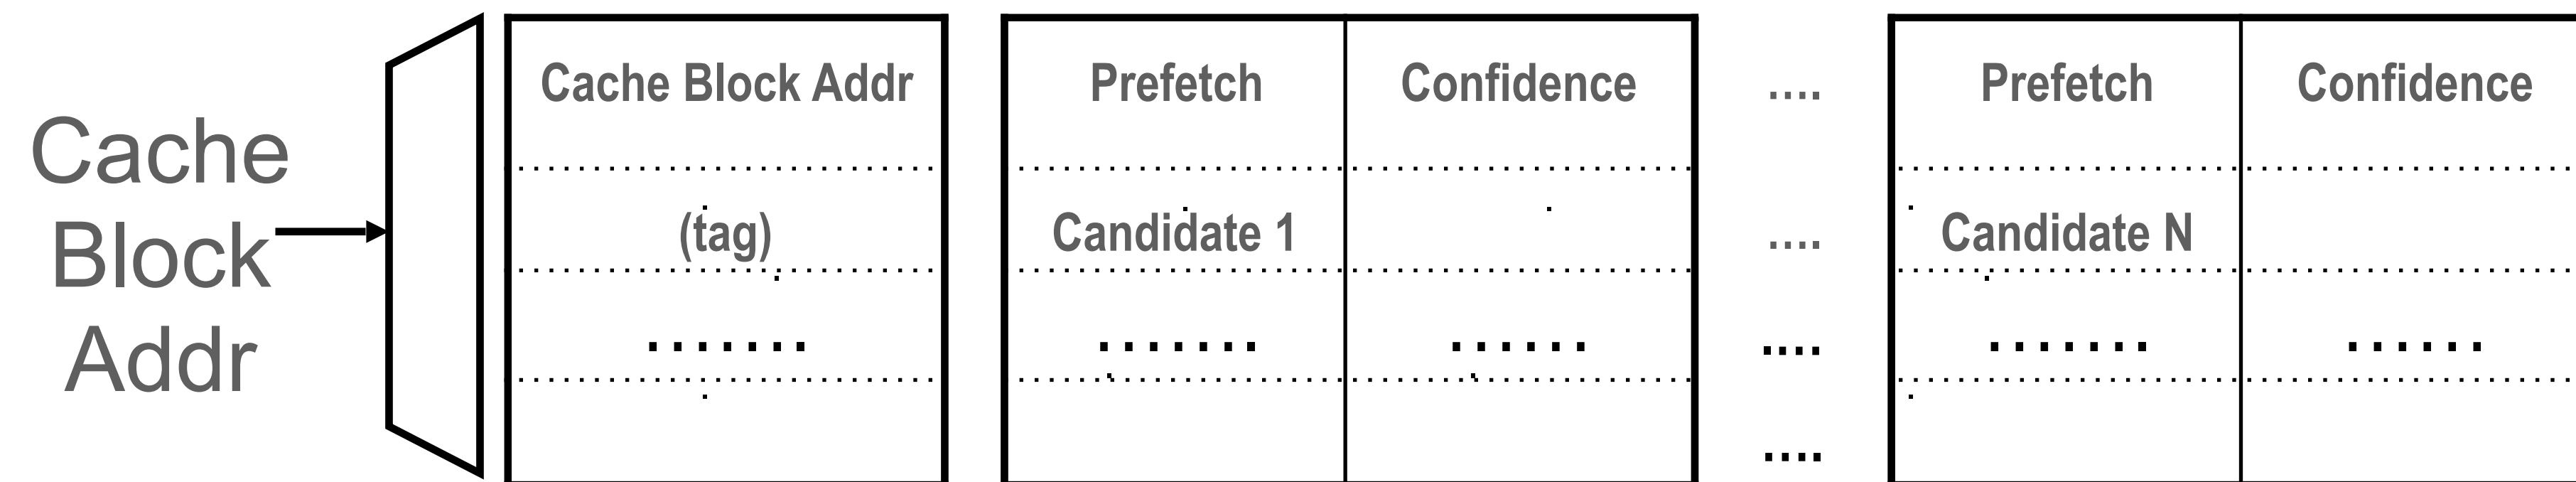 Cache
Block
Addr
Cache Block Addr
(tag)
.......
Prefetch
Candidate 1
.......
Confidence
......
....
....
....
....
Prefetch
Candidate N
.......
Confidence
......